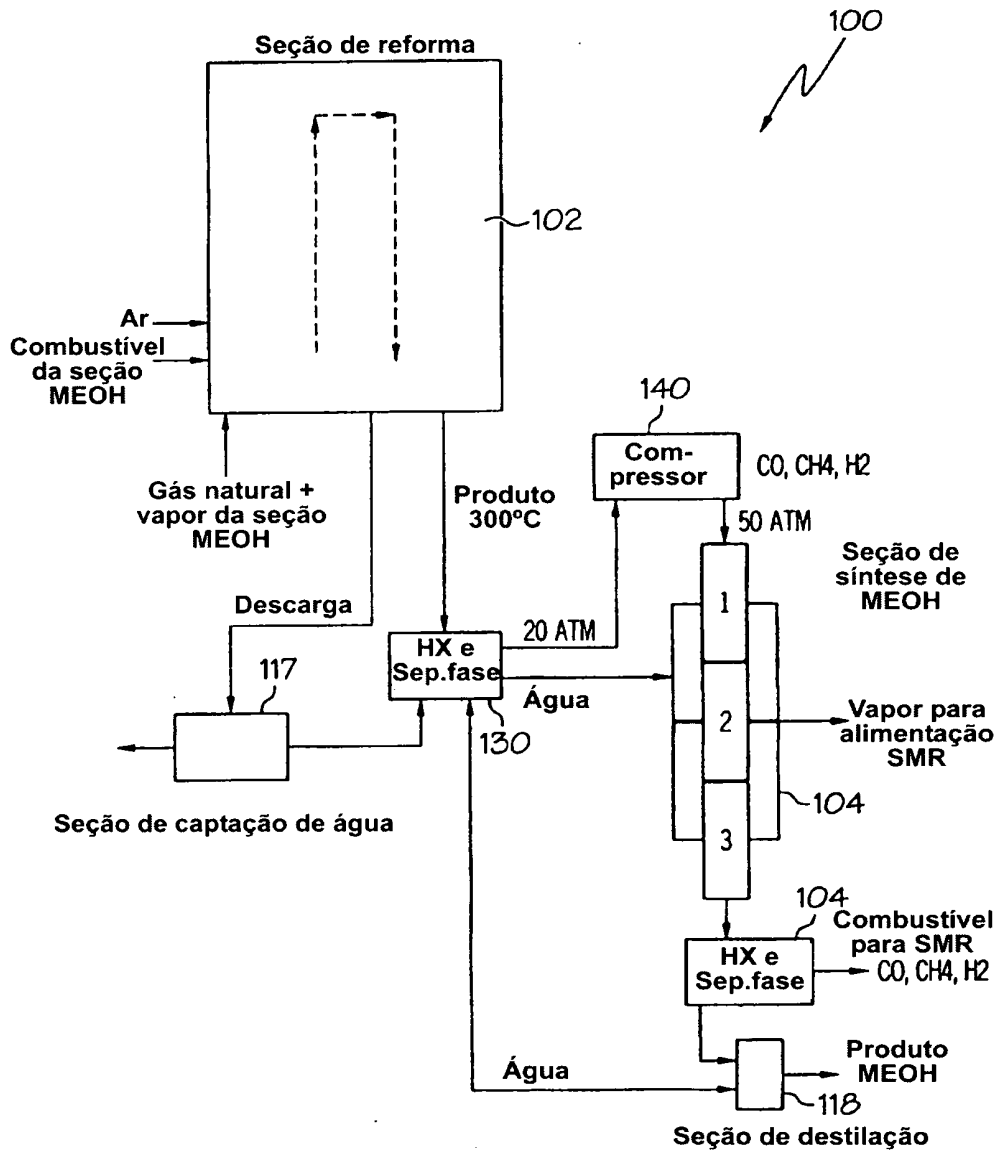 Seção de reforma
100
102
Ar
Combustível
da seção
MEOH
Gás natural +
vapor da seção
MEOH
Produto
300ºC
140
Com-
pressor
CO, CH4, H2
50 ATM
Seção de
síntese de
MEOH
Descarga
117
HX e
Sep.fase
20 ATM
Água
130
1
2
3
Vapor para
alimentação
SMR
104
Seção de captação de água
104
HX e
Sep.fase
Combustível
para SMR
CO, CH4, H2
Água
Produto
MEOH
118
Seção de destilação